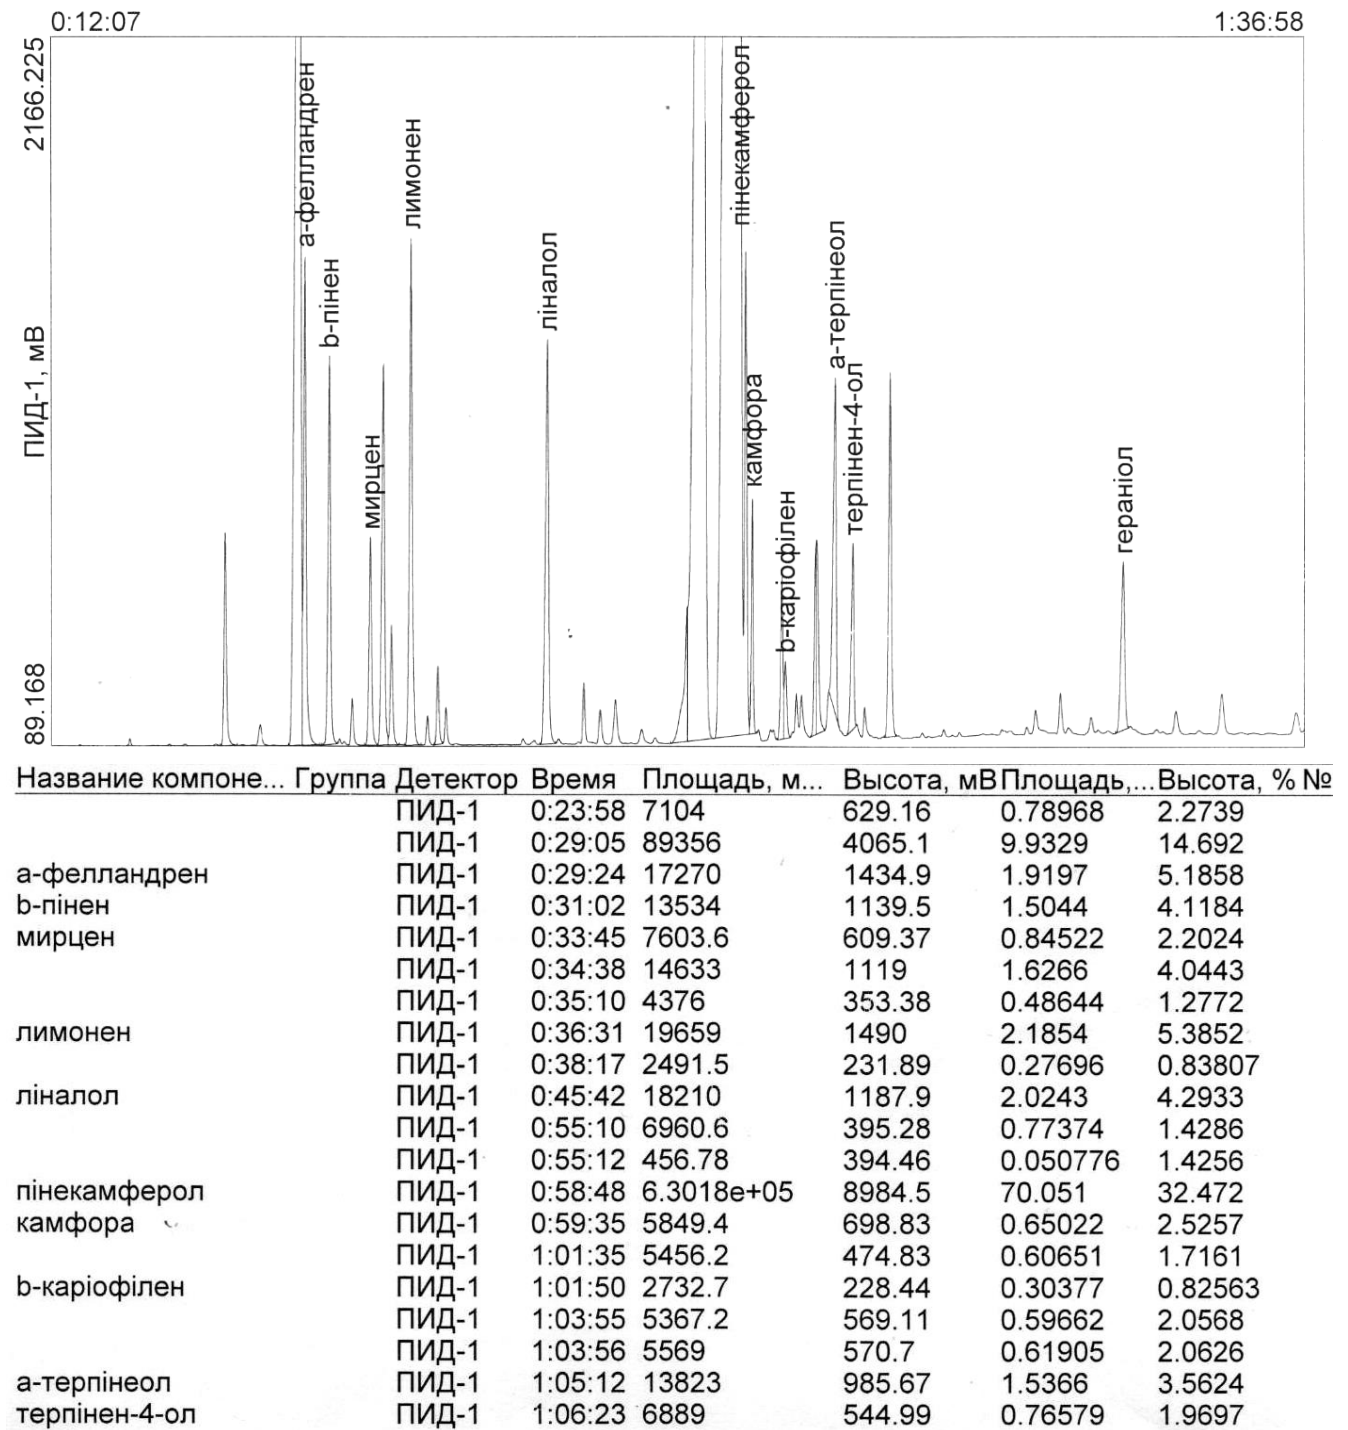 0:12:07 1:36:58
2166.225
ПИД-1, мВ
89.168
а-фелландрен
b-пінен
мирцен
лимонен
ліналол
пінекамферол
камфора
b-каріофілен
а-терпінеол
терпінен-4-ол
гераніол
Название компоне... Группа Детектор Время Площадь, м... Высота, мВ Площадь,... Высота, % №
ПИД-1 0:23:58 7104 629.16 0.78968 2.2739
ПИД-1 0:29:05 89356 4065.1 9.9329 14.692
а-фелландрен ПИД-1 0:29:24 17270 1434.9 1.9197 5.1858
b-пінен ПИД-1 0:31:02 13534 1139.5 1.5044 4.1184
мирцен ПИД-1 0:33:45 7603.6 609.37 0.84522 2.2024
ПИД-1 0:34:38 14633 1119 1.6266 4.0443
ПИД-1 0:35:10 4376 353.38 0.48644 1.2772
лимонен ПИД-1 0:36:31 19659 1490 2.1854 5.3852
ПИД-1 0:38:17 2491.5 231.89 0.27696 0.83807
ліналол ПИД-1 0:45:42 18210 1187.9 2.0243 4.2933
ПИД-1 0:55:10 6960.6 395.28 0.77374 1.4286
ПИД-1 0:55:12 456.78 394.46 0.050776 1.4256
пінекамферол ПИД-1 0:58:48 6.3018e+05 8984.5 70.051 32.472
камфора ПИД-1 0:59:35 5849.4 698.83 0.65022 2.5257
ПИД-1 1:01:35 5456.2 474.83 0.60651 1.7161
b-каріофілен ПИД-1 1:01:50 2732.7 228.44 0.30377 0.82563
ПИД-1 1:03:55 5367.2 569.11 0.59662 2.0568
ПИД-1 1:03:56 5569 570.7 0.61905 2.0626
а-терпінеол ПИД-1 1:05:12 13823 985.67 1.5366 3.5624
терпінен-4-ол ПИД-1 1:06:23 6889 544.99 0.76579 1.9697